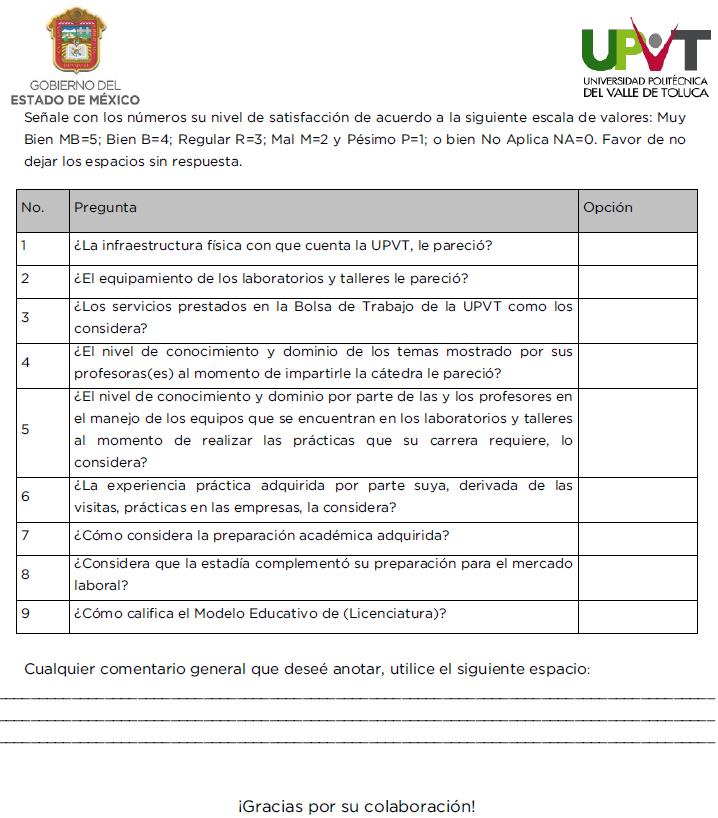 GOBIERNO DEL
ESTADO DE MÉXICO
UPVT
UNIVERSIDAD POLITÉCNICA
DEL VALLE DE TOLUCA
Señale con los números su nivel de satisfacción de acuerdo a la siguiente escala de valores: Muy
Bien MB=5; Bien B=4; Regular R=3; Mal M=2 y Pésimo P=1; o bien No Aplica NA=0. Favor de no
dejar los espacios sin respuesta.
No. Pregunta Opción
1 ¿La infraestructura física con que cuenta la UPVT, le pareció?
2 ¿El equipamiento de los laboratorios y talleres le pareció?
3 ¿Los servicios prestados en la Bolsa de Trabajo de la UPVT como los
considera?
4 ¿El nivel de conocimiento y dominio de los temas mostrado por sus
profesoras(es) al momento de impartirle la cátedra le pareció?
5 ¿El nivel de conocimiento y dominio por parte de las y los profesores en
el manejo de los equipos que se encuentran en los laboratorios y talleres
al momento de realizar las prácticas que su carrera requiere, lo
considera?
6 ¿La experiencia práctica adquirida por parte suya, derivada de las
visitas, prácticas en las empresas, la considera?
7 ¿Cómo considera la preparación académica adquirida?
8 ¿Considera que la estadía complementó su preparación para el mercado
laboral?
9 ¿Cómo califica el Modelo Educativo de (Licenciatura)?
Cualquier comentario general que deseé anotar, utilice el siguiente espacio:
¡Gracias por su colaboración!